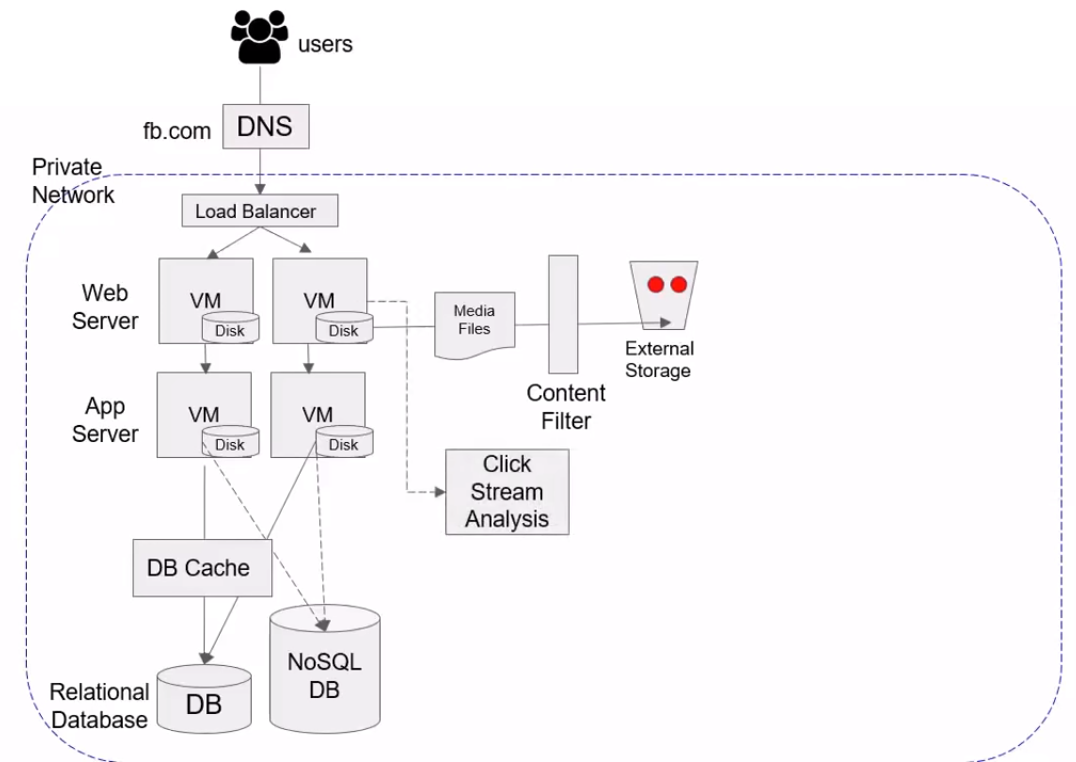 users
fb.com
DNS
Private
Network
Load Balancer
Web
Server
VM
Disk
VM
Disk
Media
Files
Content
Filter
External
Storage
App
Server
VM
Disk
VM
Disk
Click
Stream
Analysis
DB Cache
NoSQL
DB
Relational
Database
DB